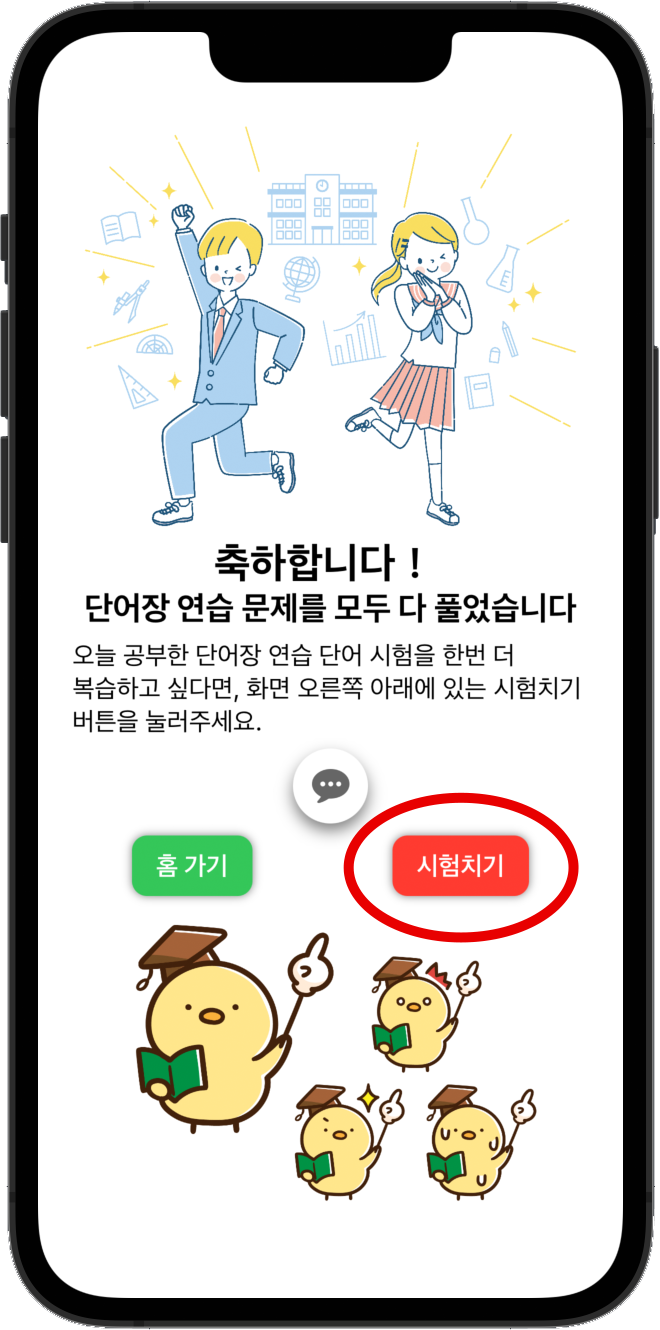 축하합니다 !
단어장 연습 문제를 모두 다 풀었습니다
오늘 공부한 단어장 연습 단어 시험을 한번 더
복습하고 싶다면, 화면 오른쪽 아래에 있는 시험치기
버튼을 눌러주세요.
홈 가기
시험치기